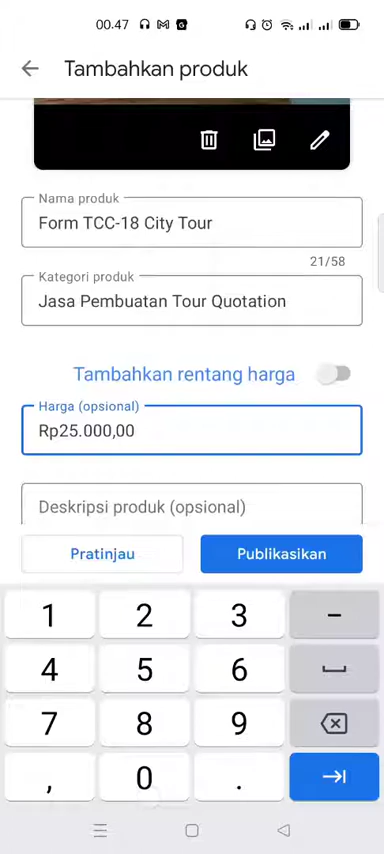 00.47
Tambahkan produk
Nama produk
Form TCC-18 City Tour
21/58
Kategori produk
Jasa Pembuatan Tour Quotation
Tambahkan rentang harga
Harga (opsional)
Rp25.000,00
Deskripsi produk (opsional)
Pratinjau
Publikasikan
1 2 3 –
4 5 6
7 8 9
, 0 .